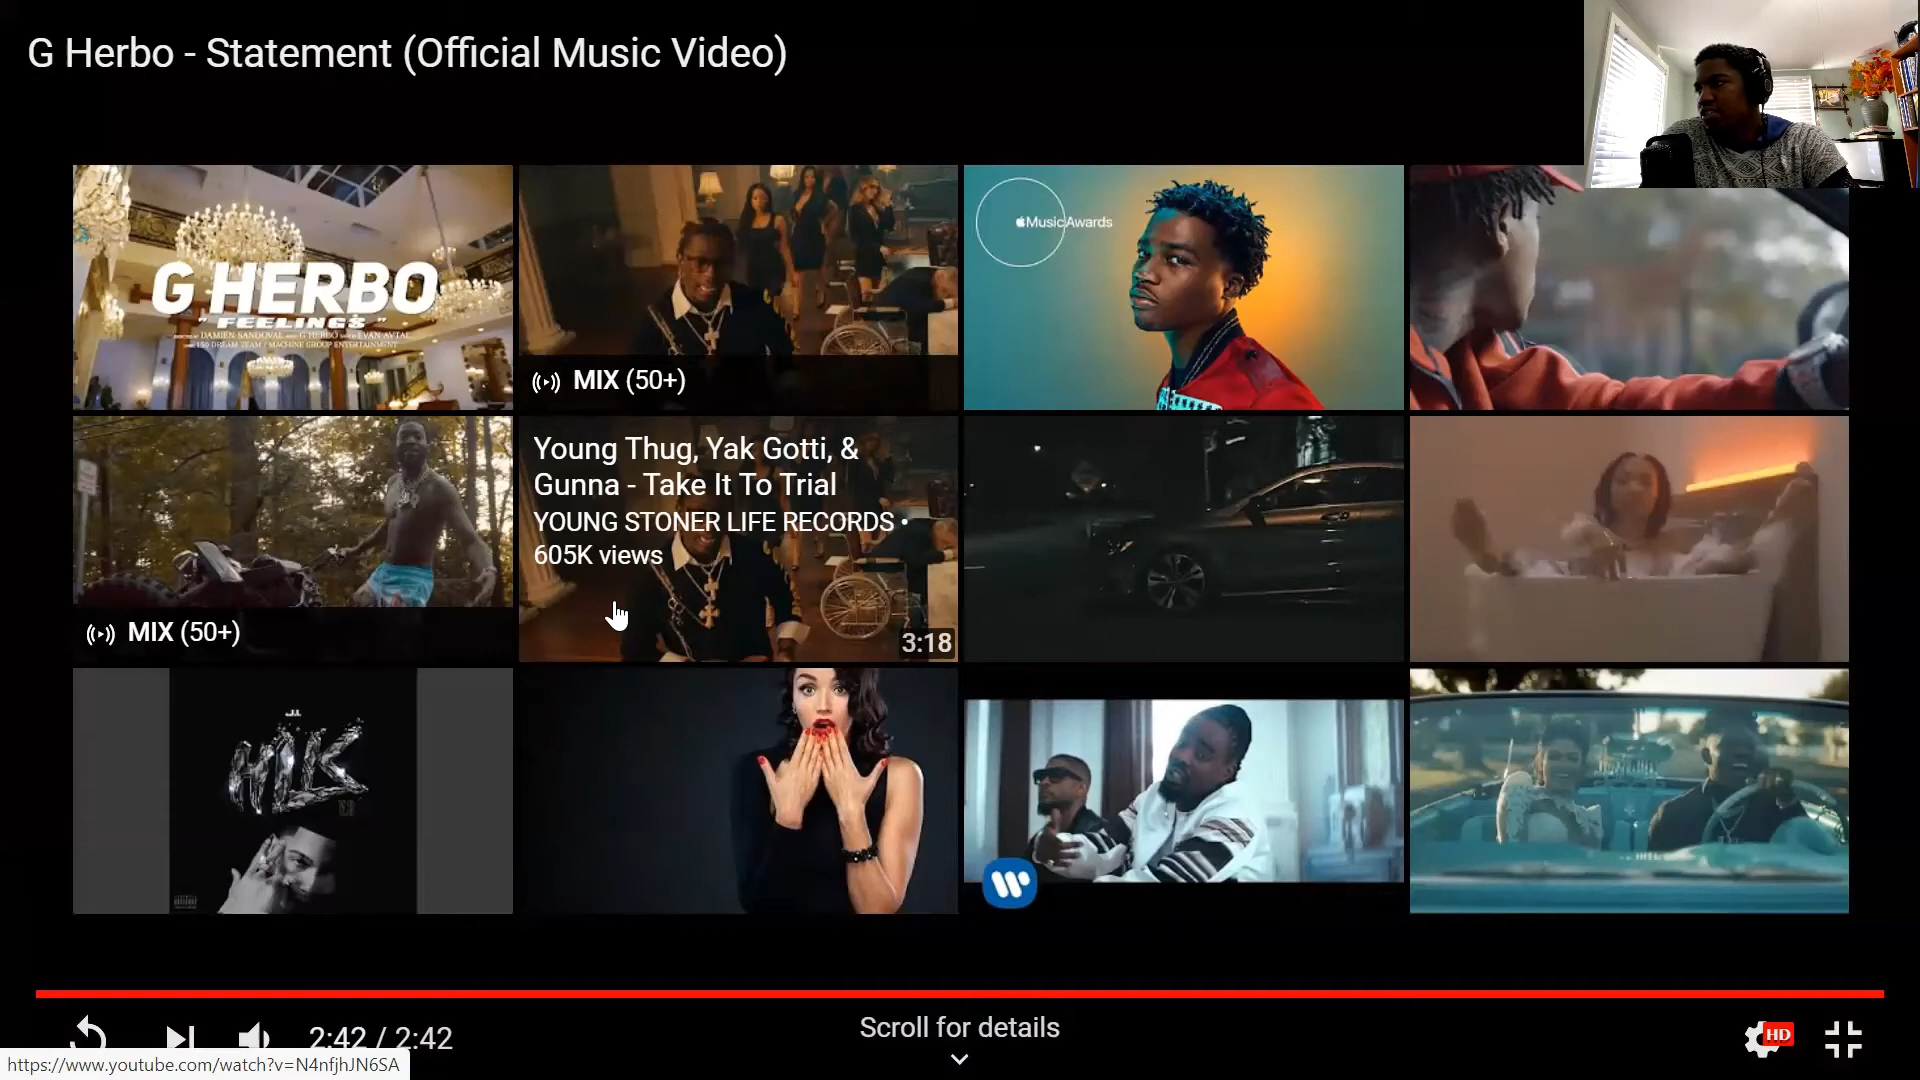 G Herbo - Statement (Official Music Video)
G HERBO
" FEELINGS "
MusicAwards
MIX (50+)
Young Thug, Yak Gotti, &
Gunna - Take It To Trial
YOUNG STONER LIFE RECORDS •
605K views
3:18
MIX (50+)
2:42 / 2:42
Scroll for details
HD
https://www.youtube.com/watch?v=N4nfjhJN6SA